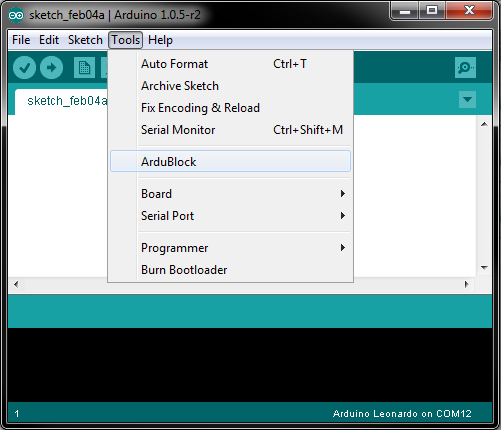 sketch_feb04a | Arduino 1.0.5-r2
File Edit Sketch Tools Help
Auto Format Ctrl+T
sketch_feb04a
Archive Sketch
Fix Encoding & Reload
Serial Monitor Ctrl+Shift+M
ArduBlock
Board
Serial Port
Programmer
Burn Bootloader
1 Arduino Leonardo on COM12